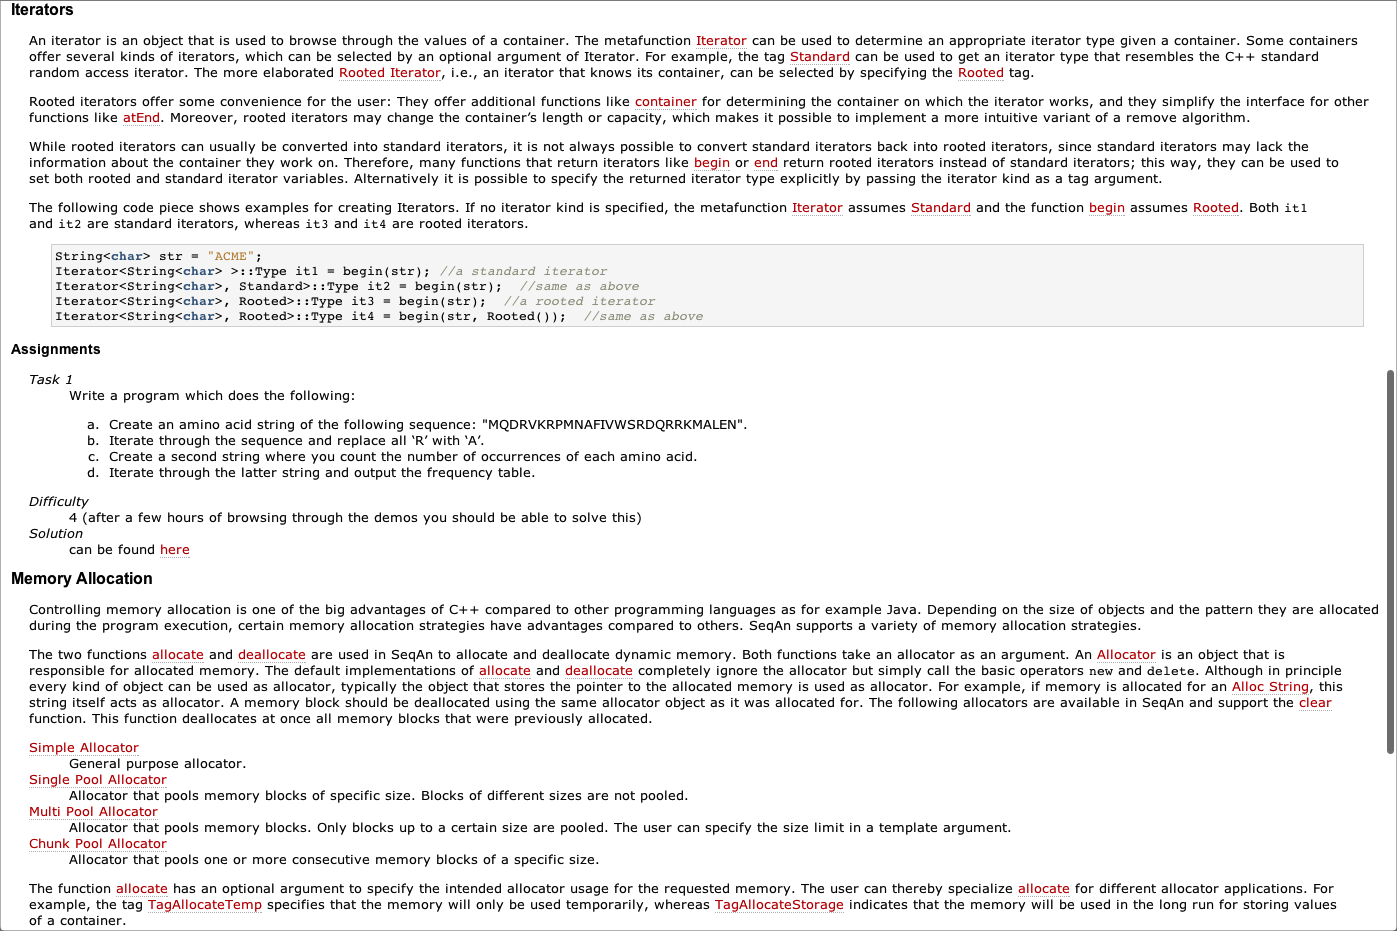 Iterators
An iterator is an object that is used to browse through the values of a container. The metafunction Iterator can be used to determine an appropriate iterator type given a container. Some containers
offer several kinds of iterators, which can be selected by an optional argument of Iterator. For example, the tag Standard can be used to get an iterator type that resembles the C++ standard
random access iterator. The more elaborated Rooted Iterator, i.e., an iterator that knows its container, can be selected by specifying the Rooted tag.
Rooted iterators offer some convenience for the user: They offer additional functions like container for determining the container on which the iterator works, and they simplify the interface for other
functions like atEnd. Moreover, rooted iterators may change the container’s length or capacity, which makes it possible to implement a more intuitive variant of a remove algorithm.
While rooted iterators can usually be converted into standard iterators, it is not always possible to convert standard iterators back into rooted iterators, since standard iterators may lack the
information about the container they work on. Therefore, many functions that return iterators like begin or end return rooted iterators instead of standard iterators; this way, they can be used to
set both rooted and standard iterator variables. Alternatively it is possible to specify the returned iterator type explicitly by passing the iterator kind as a tag argument.
The following code piece shows examples for creating Iterators. If no iterator kind is specified, the metafunction Iterator assumes Standard and the function begin assumes Rooted. Both it1
and it2 are standard iterators, whereas it3 and it4 are rooted iterators.
String<char> str = "ACME";
Iterator<String<char> >::Type it1 = begin(str); //a standard iterator
Iterator<String<char>, Standard>::Type it2 = begin(str);  //same as above
Iterator<String<char>, Rooted>::Type it3 = begin(str);  //a rooted iterator
Iterator<String<char>, Rooted>::Type it4 = begin(str, Rooted());  //same as above
Assignments
Task 1
Write a program which does the following:
a. Create an amino acid string of the following sequence: "MQDRVKRPMNAFIVWSRDQRRKMALEN".
b. Iterate through the sequence and replace all ‘R’ with ‘A’.
c. Create a second string where you count the number of occurrences of each amino acid.
d. Iterate through the latter string and output the frequency table.
Difficulty
4 (after a few hours of browsing through the demos you should be able to solve this)
Solution
can be found here
Memory Allocation
Controlling memory allocation is one of the big advantages of C++ compared to other programming languages as for example Java. Depending on the size of objects and the pattern they are allocated
during the program execution, certain memory allocation strategies have advantages compared to others. SeqAn supports a variety of memory allocation strategies.
The two functions allocate and deallocate are used in SeqAn to allocate and deallocate dynamic memory. Both functions take an allocator as an argument. An Allocator is an object that is
responsible for allocated memory. The default implementations of allocate and deallocate completely ignore the allocator but simply call the basic operators new and delete. Although in principle
every kind of object can be used as allocator, typically the object that stores the pointer to the allocated memory is used as allocator. For example, if memory is allocated for an Alloc String, this
string itself acts as allocator. A memory block should be deallocated using the same allocator object as it was allocated for. The following allocators are available in SeqAn and support the clear
function. This function deallocates at once all memory blocks that were previously allocated.
Simple Allocator
General purpose allocator.
Single Pool Allocator
Allocator that pools memory blocks of specific size. Blocks of different sizes are not pooled.
Multi Pool Allocator
Allocator that pools memory blocks. Only blocks up to a certain size are pooled. The user can specify the size limit in a template argument.
Chunk Pool Allocator
Allocator that pools one or more consecutive memory blocks of a specific size.
The function allocate has an optional argument to specify the intended allocator usage for the requested memory. The user can thereby specialize allocate for different allocator applications. For
example, the tag TagAllocateTemp specifies that the memory will only be used temporarily, whereas TagAllocateStorage indicates that the memory will be used in the long run for storing values
of a container.